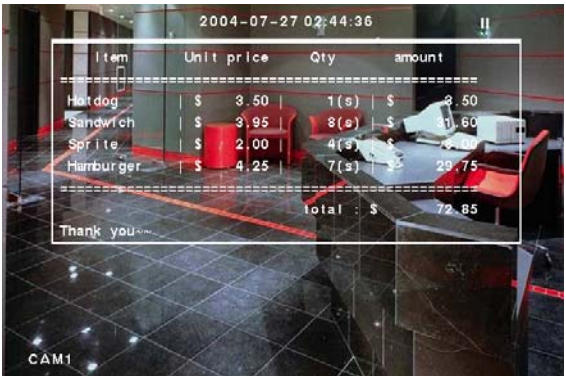 2004-07-27 02:44:36
Item Unit price Qty amount
================================================
Hotdog | $ 3.50 | 1(s) | $ 3.50
Sandwich | $ 3.95 | 8(s) | $ 31.60
Sprite | $ 2.00 | 4(s) | $ 8.00
Hamburger | $ 4.25 | 7(s) | $ 29.75
================================================
total : $ 72.85
Thank you~~
CAM1